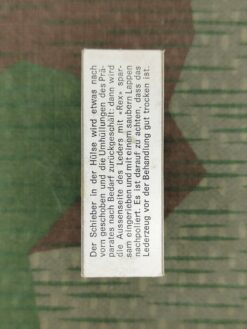 Der Schieber in der Hülse wird etwas nach
vorn geschoben und die Umhüllungen des Prä-
parates nach Bedarf zurückgeschält; dann wird
die Aussenseite des Leders mit «Rex» spar-
sam eingerieben und mit einem saubern Lappen
nachpoliert. Es ist darauf zu achten, dass das
Lederzeug vor der Behandlung gut trocken ist.